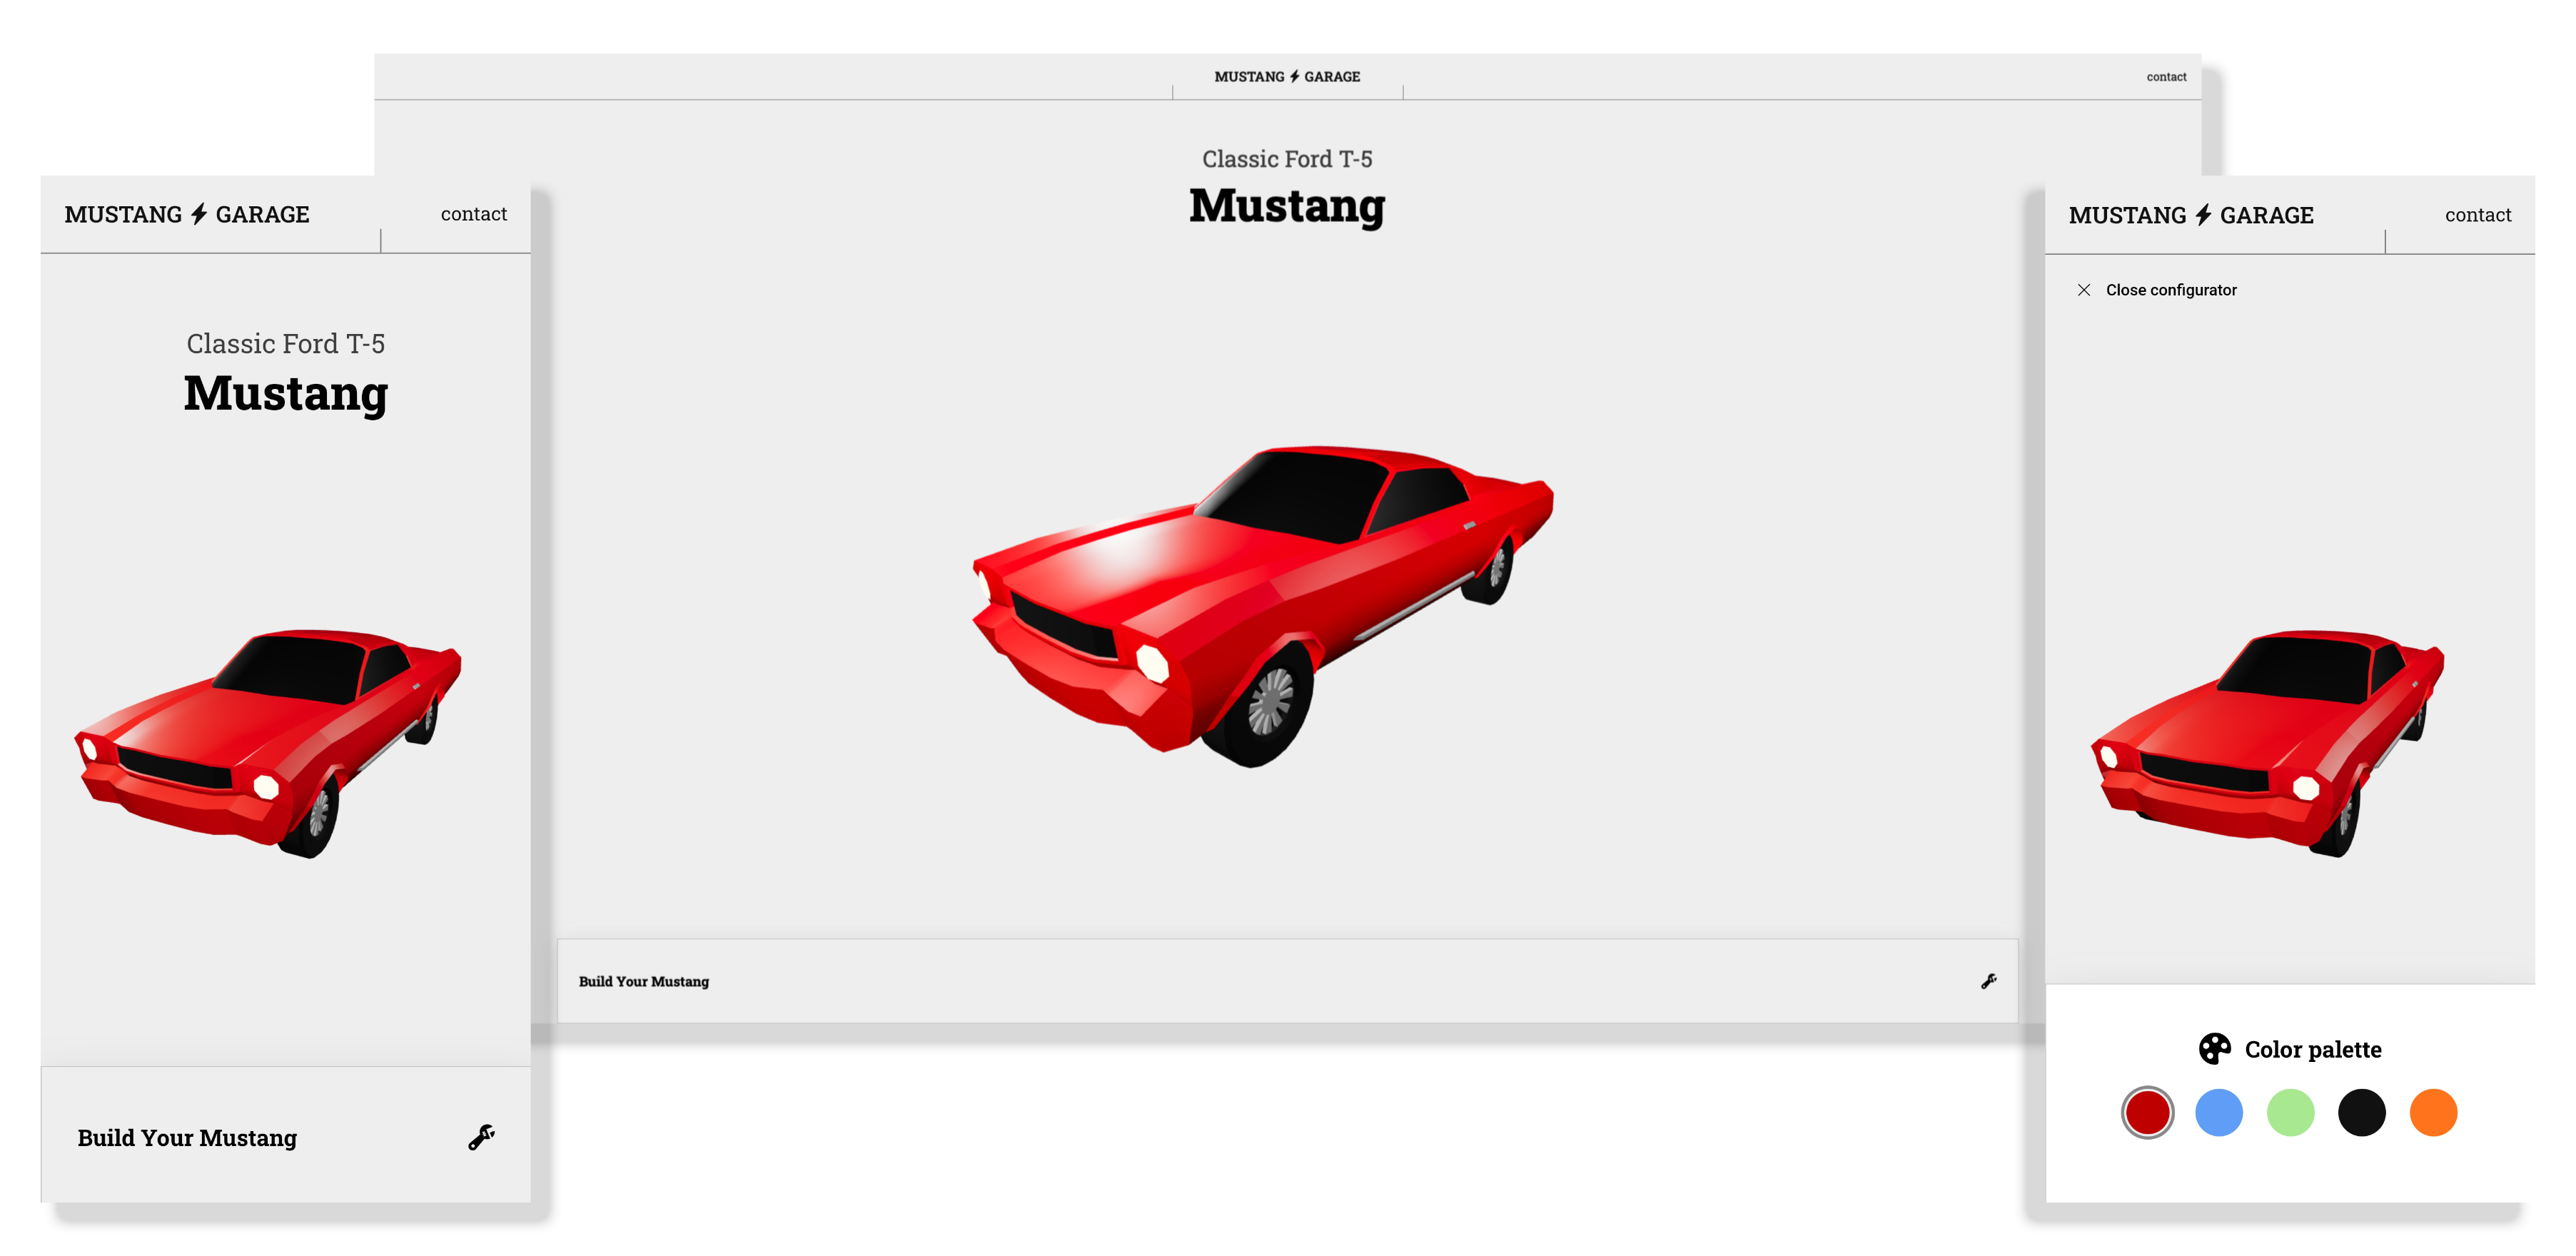 MUSTANG GARAGE
contact
Classic Ford T-5
Mustang
Build Your Mustang
MUSTANG GARAGE
contact
Classic Ford T-5
Mustang
Build Your Mustang
MUSTANG GARAGE
contact
Close configurator
Color palette